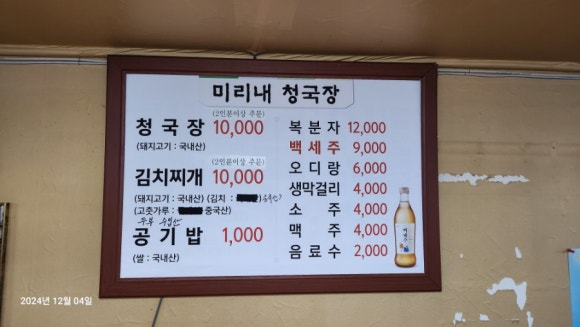 미리내 청국장
(2인분이상 주문)
청국장 10,000
(돼지고기 : 국내산)
(2인분이상 주문)
김치찌개 10,000
(돼지고기 : 국내산) (김치 :
(고춧가루 : 중국산)
두부 수입산
공기밥 1,000
(쌀 : 국내산)
복분자 12,000
백세주 9,000
오디랑 6,000
생막걸리 4,000
소주 4,000
맥주 4,000
음료수 2,000
2024년 12월 04일